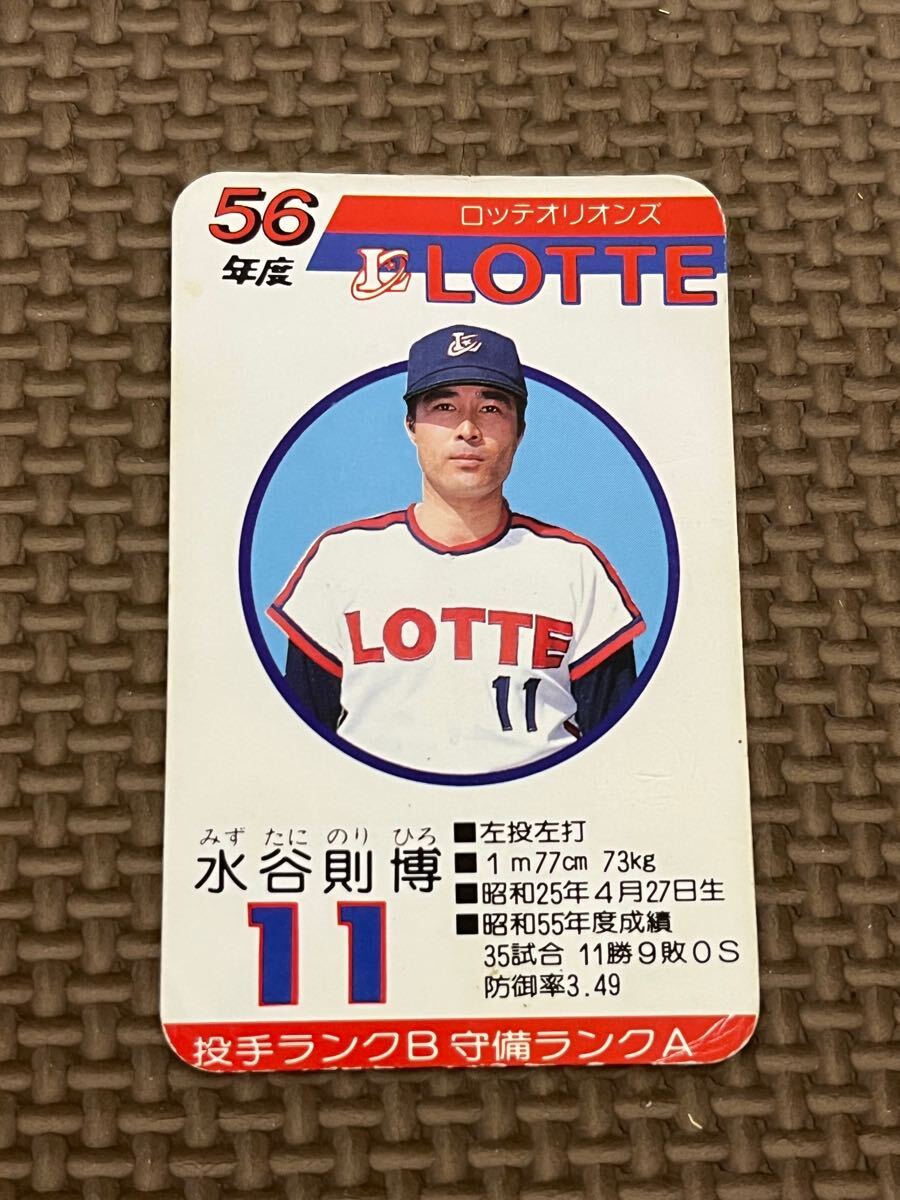 56
年度
ロッテオリオンズ
LOTTE
LOTTE
11
みず たに のり ひろ
水谷則博
11
■左投左打
■1m77cm 73kg
■昭和25年4月27日生
■昭和55年度成績
35試合 11勝9敗0S
防御率3.49
投手ランクB 守備ランクA